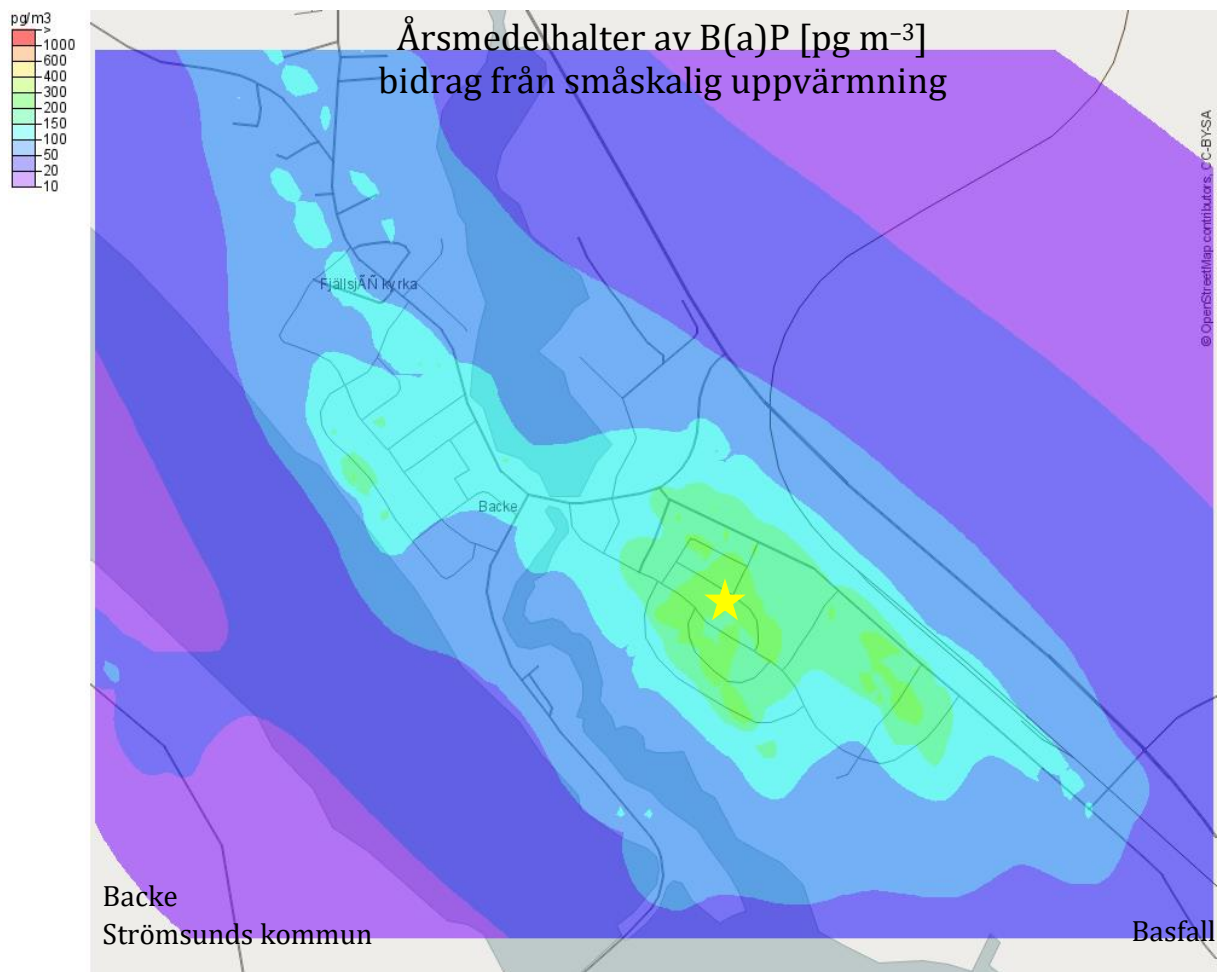 pg/m3
>
1000
600
400
300
200
150
100
50
20
10
Årsmedelhalter av B(a)P [pg m⁻³]
bidrag från småskalig uppvärmning
© OpenStreetMap contributors, CC-BY-SA
FjällsjÃÑ kyrka
Backe
Backe
Strömsunds kommun
Basfall